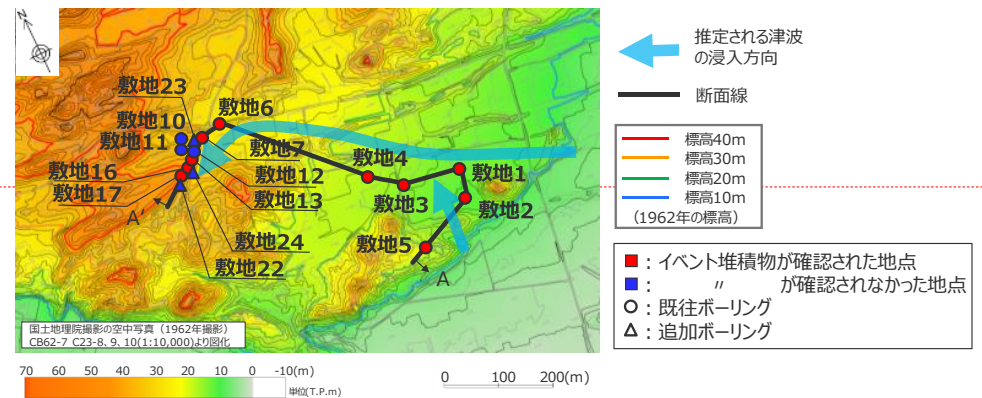 N
敷地23
敷地6
敷地10
敷地11
敷地7
敷地4
敷地1
敷地16
敷地12
敷地17
敷地13
敷地3
敷地2
A'
敷地24
敷地5
敷地22
A
国土地理院撮影の空中写真(1962年撮影)
CB62-7 C23-8、9、10(1:10,000)より図化
70 60 50 40 30 20 10 0 -10(m)
単位(T.P.m)
0 100 200(m)
推定される津波
の浸入方向
断面線
標高40m
標高30m
標高20m
標高10m
(1962年の標高)
■:イベント堆積物が確認された地点
■: 〃 が確認されなかった地点
○:既往ボーリング
△:追加ボーリング